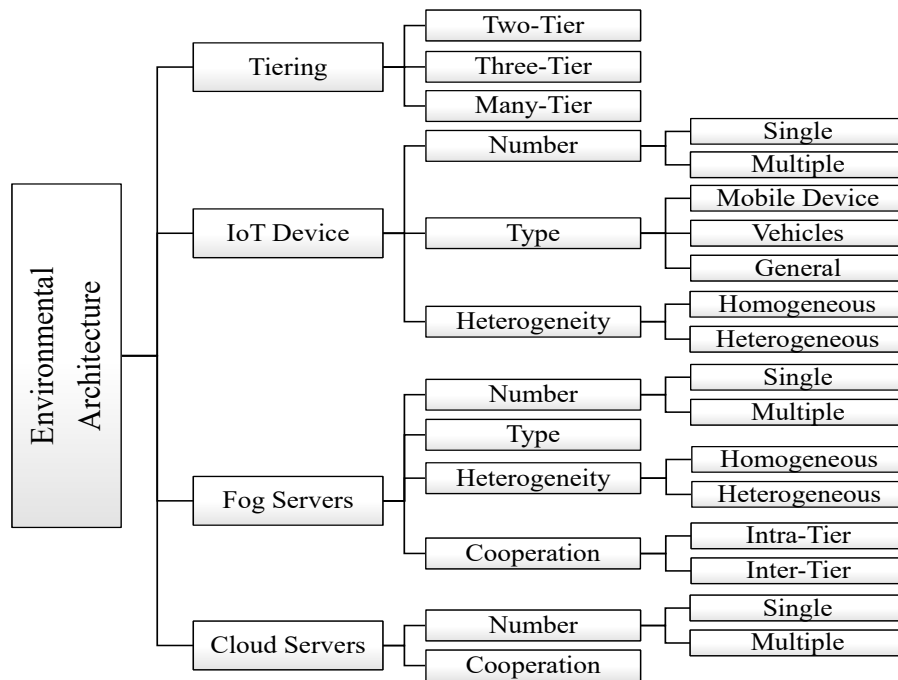 Environmental
Architecture
Tiering
Two-Tier
Three-Tier
Many-Tier
IoT Device
Number
Single
Multiple
Type
Mobile Device
Vehicles
General
Heterogeneity
Homogeneous
Heterogeneous
Fog Servers
Number
Single
Multiple
Type
Heterogeneity
Homogeneous
Heterogeneous
Cooperation
Intra-Tier
Inter-Tier
Cloud Servers
Number
Single
Multiple
Cooperation